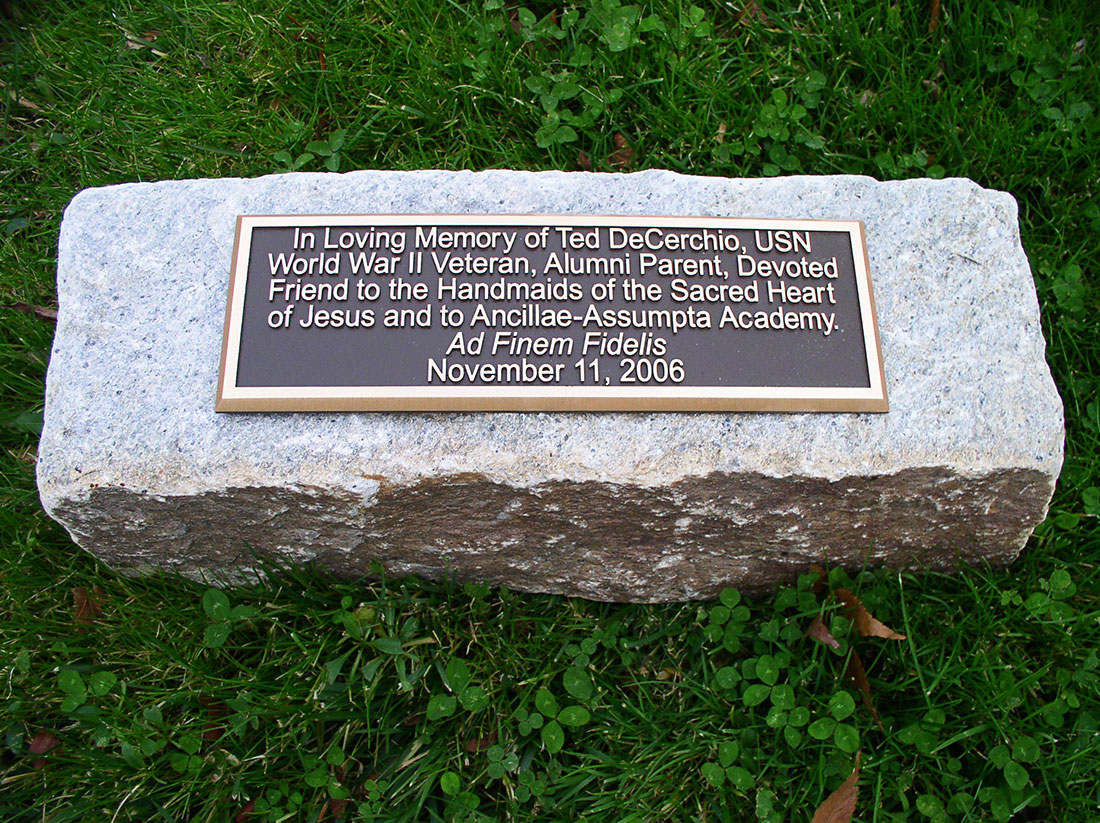 In Loving Memory of Ted DeCerchio, USN
World War II Veteran, Alumni Parent, Devoted
Friend to the Handmaids of the Sacred Heart
of Jesus and to Ancillae-Assumpta Academy.
Ad Finem Fidelis
November 11, 2006